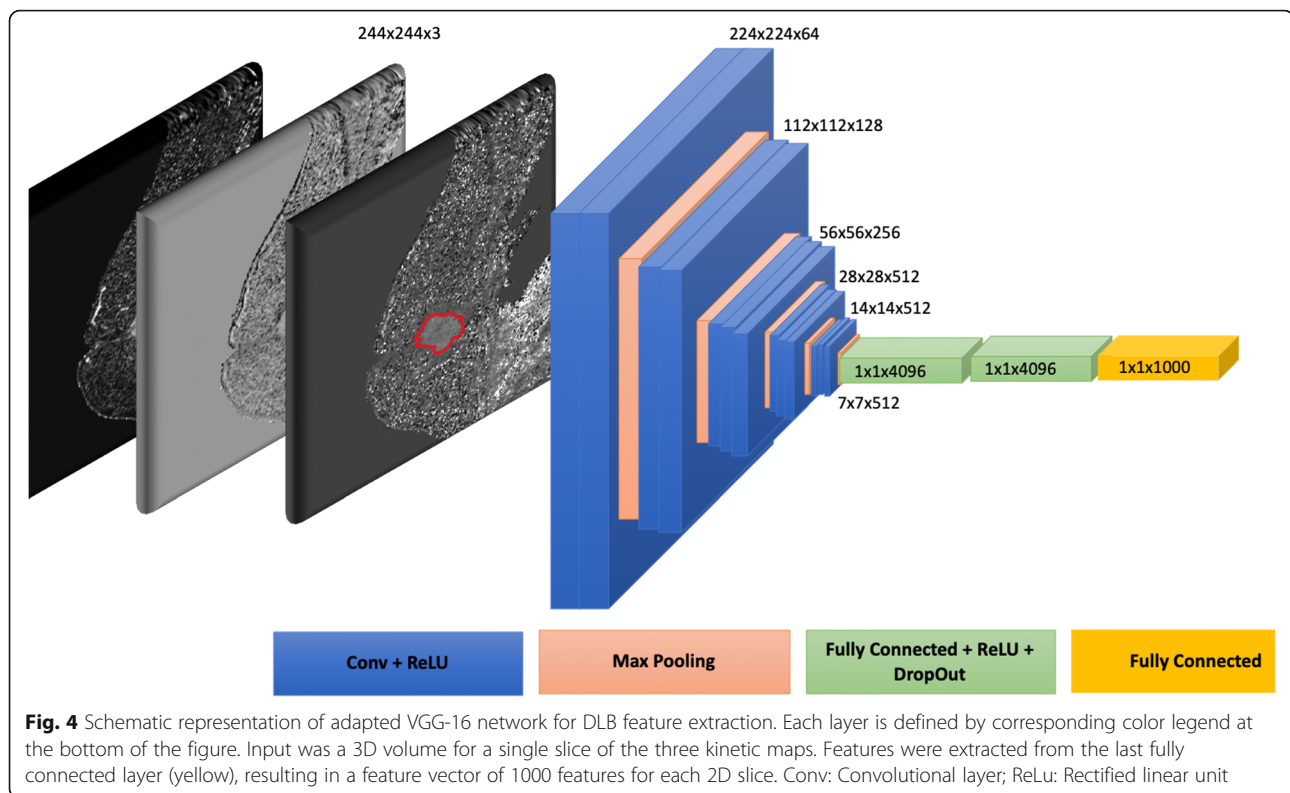 244x244x3
224x224x64
112x112x128
56x56x256
28x28x512
14x14x512
1x1x4096
1x1x4096
1x1x1000
7x7x512
Conv + ReLU
Max Pooling
Fully Connected + ReLU +
DropOut
Fully Connected
Fig. 4 Schematic representation of adapted VGG-16 network for DLB feature extraction. Each layer is defined by corresponding color legend at
the bottom of the figure. Input was a 3D volume for a single slice of the three kinetic maps. Features were extracted from the last fully
connected layer (yellow), resulting in a feature vector of 1000 features for each 2D slice. Conv: Convolutional layer; ReLu: Rectified linear unit